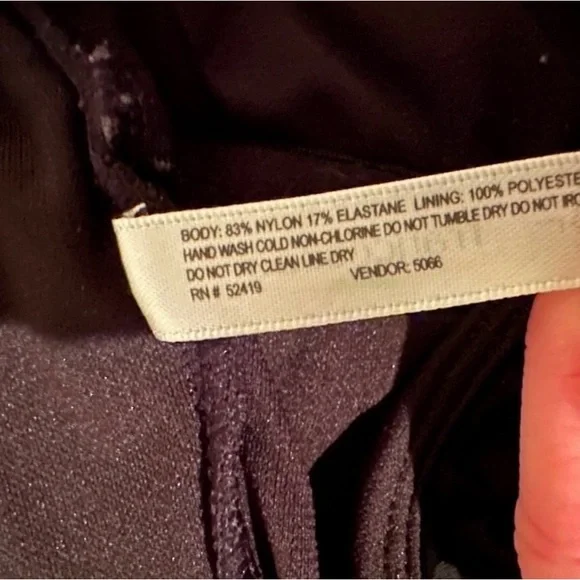 BODY: 83% NYLON 17% ELASTANE LINING: 100% POLYESTE
HAND WASH COLD NON-CHLORINE DO NOT TUMBLE DRY DO NOT IRO
DO NOT DRY CLEAN LINE DRY
VENDOR: 5066
RN# 52419